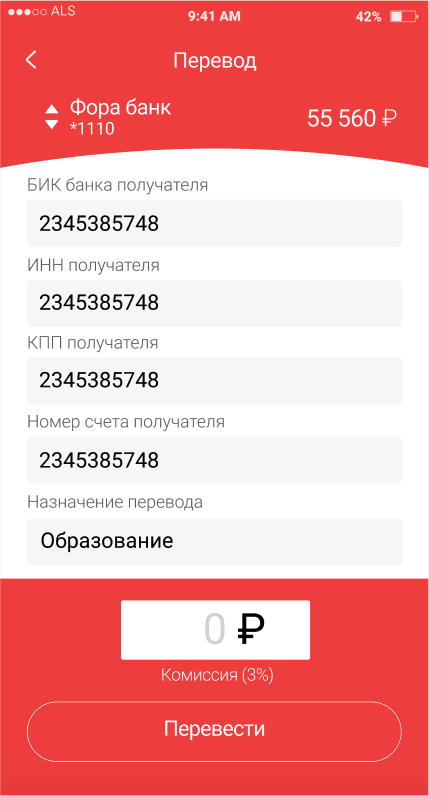 ALS 9:41 AM 42%
Перевод
Фора банк
*1110 55 560 ₽
БИК банка получателя
2345385748
ИНН получателя
2345385748
КПП получателя
2345385748
Номер счета получателя
2345385748
Назначение перевода
Образование
0 ₽
Комиссия (3%)
Перевести